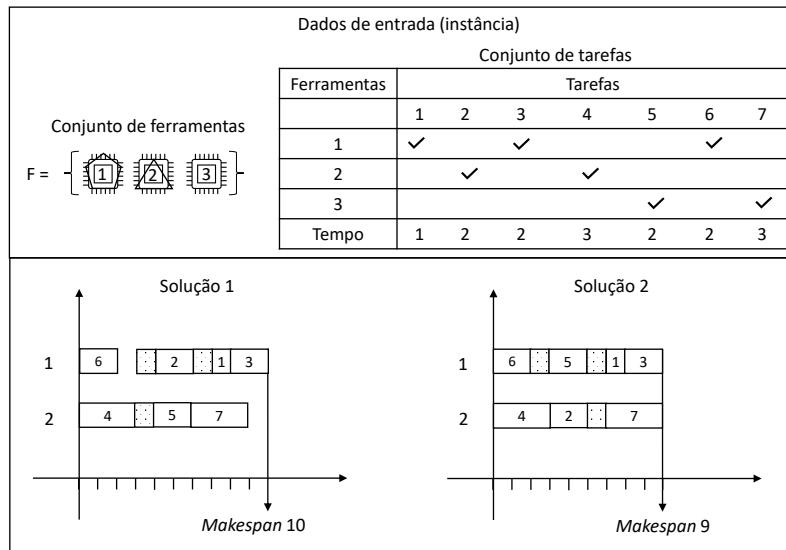 Dados de entrada (instância)
Conjunto de tarefas
Ferramentas Tarefas
1 2 3 4 5 6 7
Conjunto de ferramentas
1 ✓ ✓ ✓
F = { 1 2 3 }
2 ✓ ✓
3 ✓ ✓
Tempo 1 2 2 3 2 2 3
Solução 1
1 6 2 1 3
2 4 5 7
Makespan 10
Solução 2
1 6 5 1 3
2 4 2 7
Makespan 9